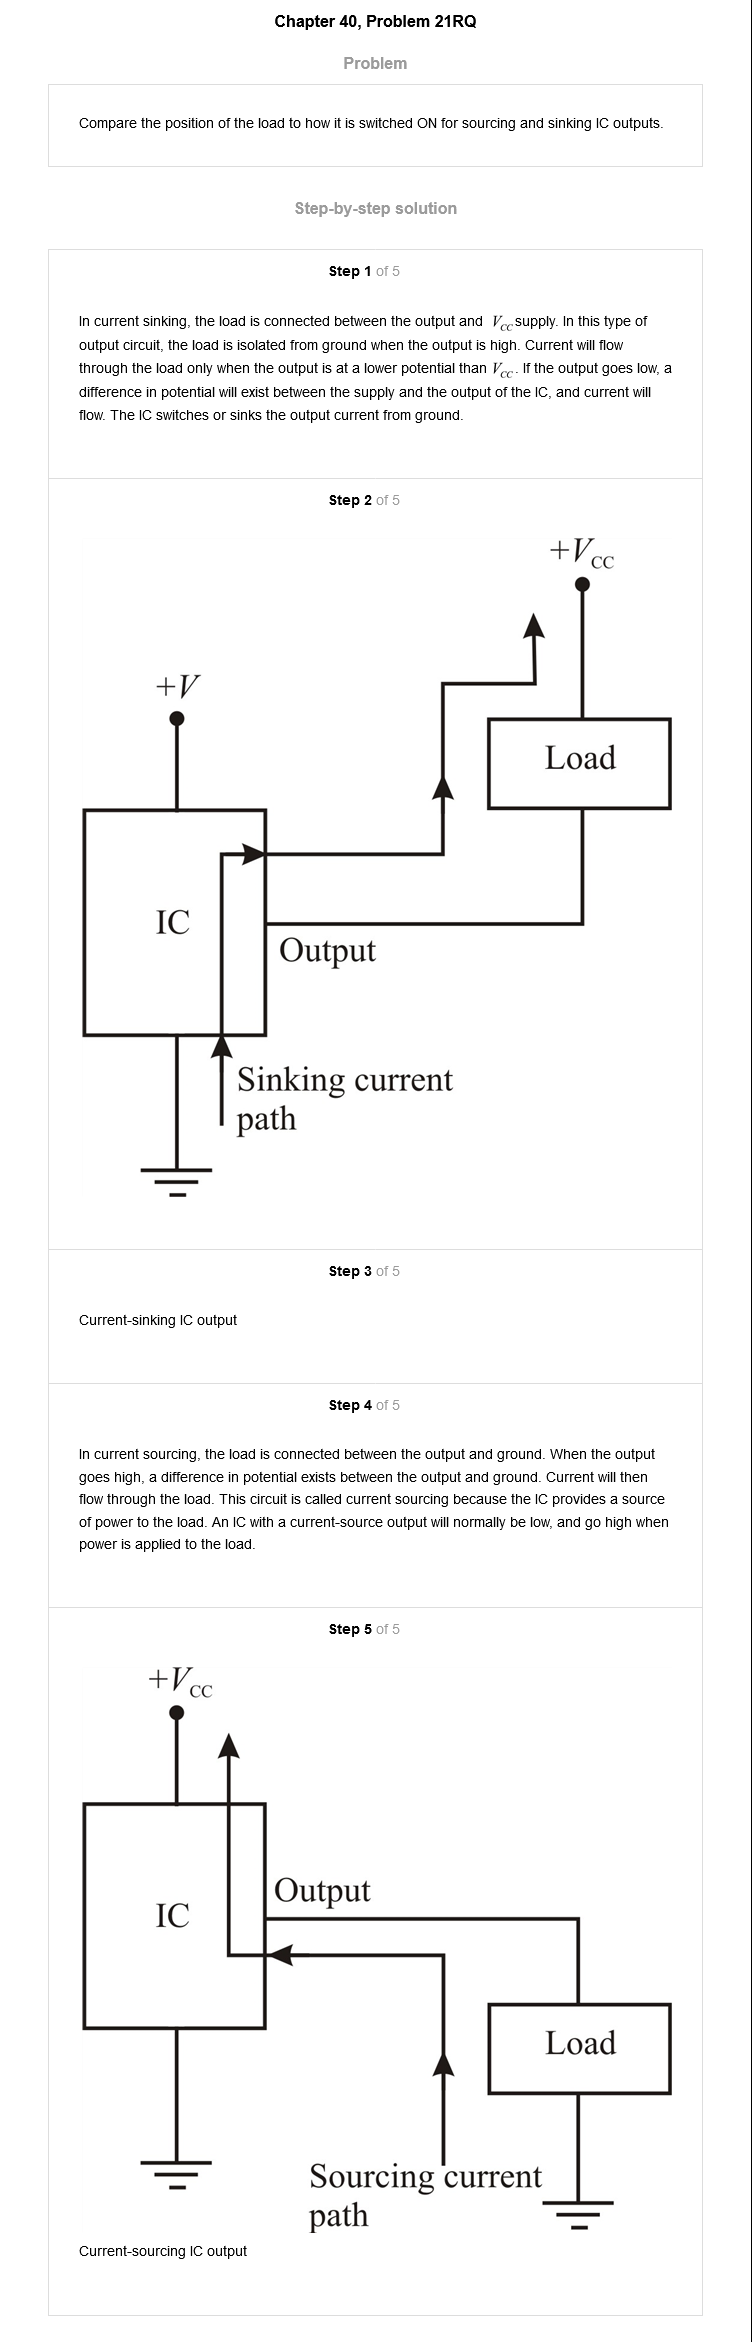 Chapter 40, Problem 21RQ
Problem
Compare the position of the load to how it is switched ON for sourcing and sinking IC outputs.
Step-by-step solution
Step 1 of 5
In current sinking, the load is connected between the output and Vcc supply. In this type of
output circuit, the load is isolated from ground when the output is high. Current will flow
through the load only when the output is at a lower potential than Vcc. If the output goes low, a
difference in potential will exist between the supply and the output of the IC, and current will
flow. The IC switches or sinks the output current from ground.
Step 2 of 5
+VCC
+V
Load
IC
Output
Sinking current
path
Step 3 of 5
Current-sinking IC output
Step 4 of 5
In current sourcing, the load is connected between the output and ground. When the output
goes high, a difference in potential exists between the output and ground. Current will then
flow through the load. This circuit is called current sourcing because the IC provides a source
of power to the load. An IC with a current-source output will normally be low, and go high when
power is applied to the load.
Step 5 of 5
+VCC
Output
IC
Load
Sourcing current
path
Current-sourcing IC output